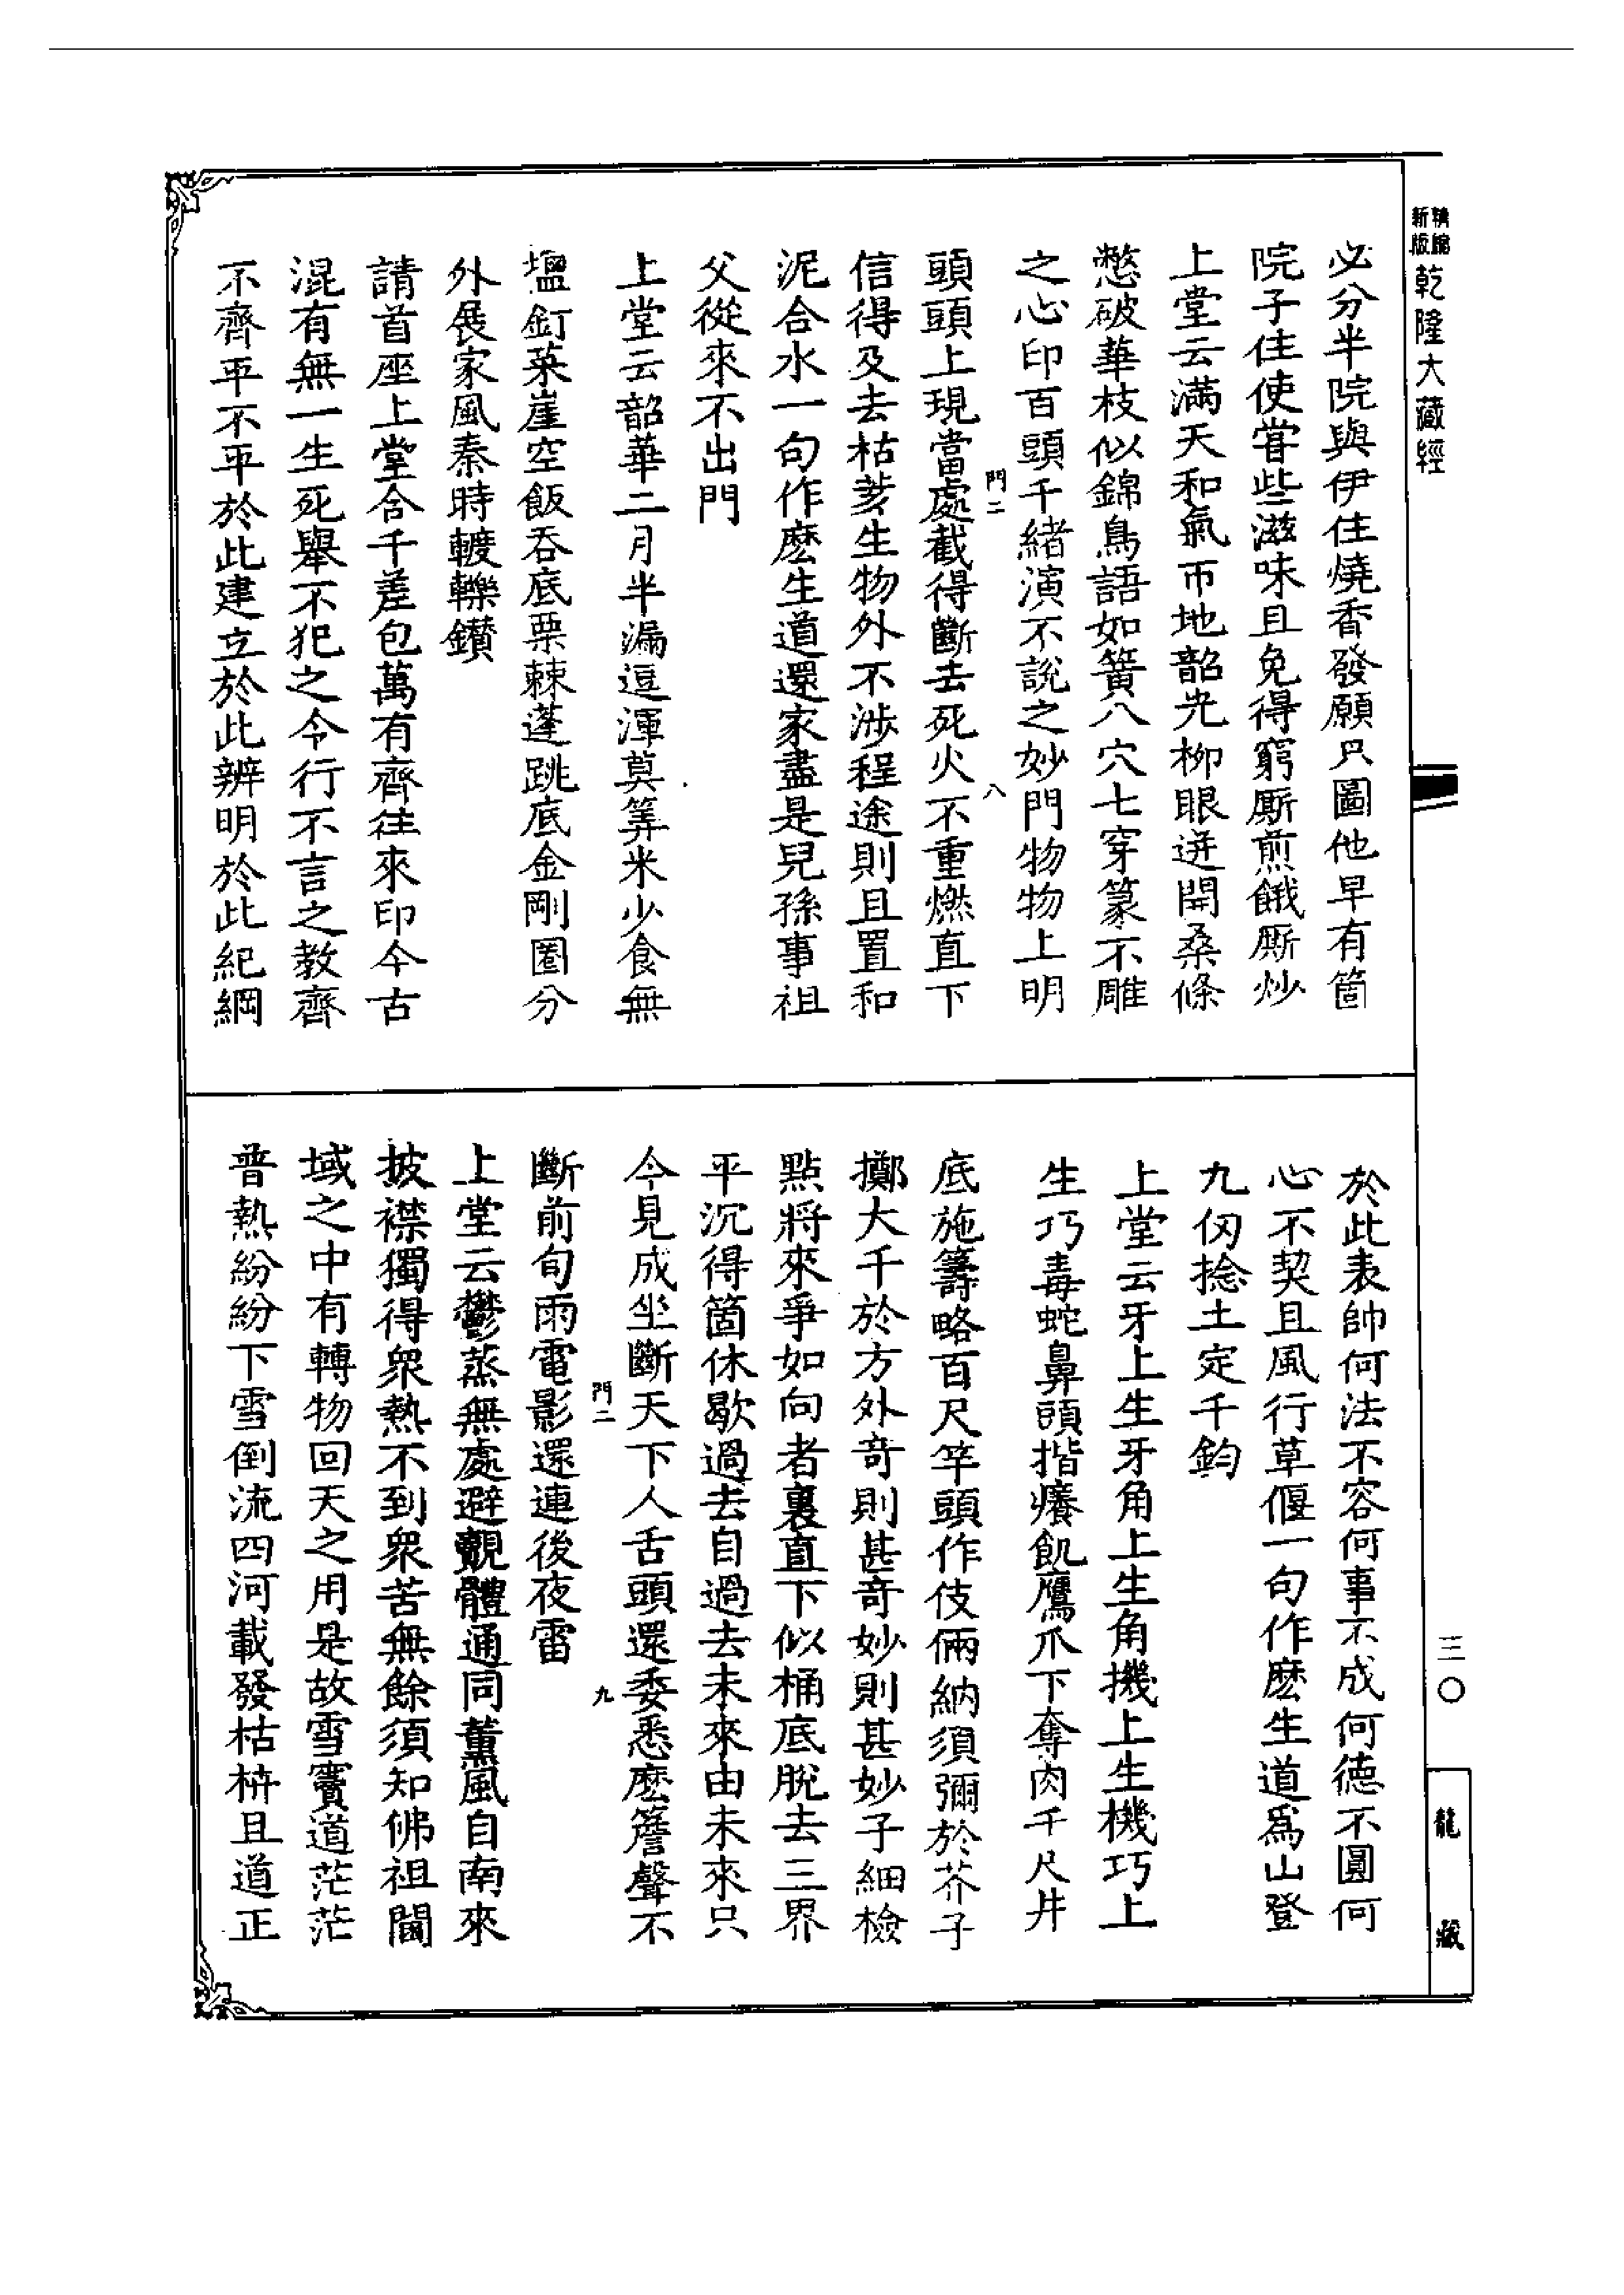 新版
精縮
乾隆大藏經
必分半院與伊住燒香發願只圖他早有箇
院子住使甞些滋味且免得窮廝煎餓廝炒
上堂云滿天和氣帀地韶光柳眼迸開桑條
憋破華枝似錦鳥語如簧八穴七穿篆不雕
之心印百頭千緒演不說之妙門物物上明
門二
八
頭頭上現當處截得斷去死火不重燃直下
信得及去枯荄生物外不涉程途則且置和
泥合水一句作麽生道還家盡是兒孫事祖
父從來不出門
上堂云韶華二月半漏逗渾莫筭米少食無
塩釘菜崖空飯吞底栗棘蓬跳底金剛圈分
外展家風秦時𨍏轢鑽
請首座上堂含千差包萬有齊往來印今古
混有無一生死舉不犯之令行不言之教齊
不齊平不平於此建立於此辨明於此紀綱
於此表帥何法不容何事不成何德不圓何
心不契且風行草偃一句作麽生道爲山登
九仞捻土定千鈞
上堂云牙上生牙角上生角機上生機巧上
生巧毒蛇鼻頭揩癢飢鷹爪下奪肉千尺井
底施籌略百尺竿頭作伎倆納須彌於芥子
擲大千於方外奇則甚奇妙則甚妙子細檢
點將來爭如向者裏直下似桶底脫去三界
平沉得箇休歇過去自過去未來由未來只
今見成坐斷天下人舌頭還委悉麽簷聲不
門二
九
斷前旬雨電影還連後夜雷
上堂云鬱蒸無處避覿體通同薰風自南來
披襟獨得衆熱不到衆苦無餘須知佛祖閫
域之中有轉物回天之用是故雪竇道茫茫
普熱紛紛下雪倒流四河載發枯枿且道正
三〇
龍藏